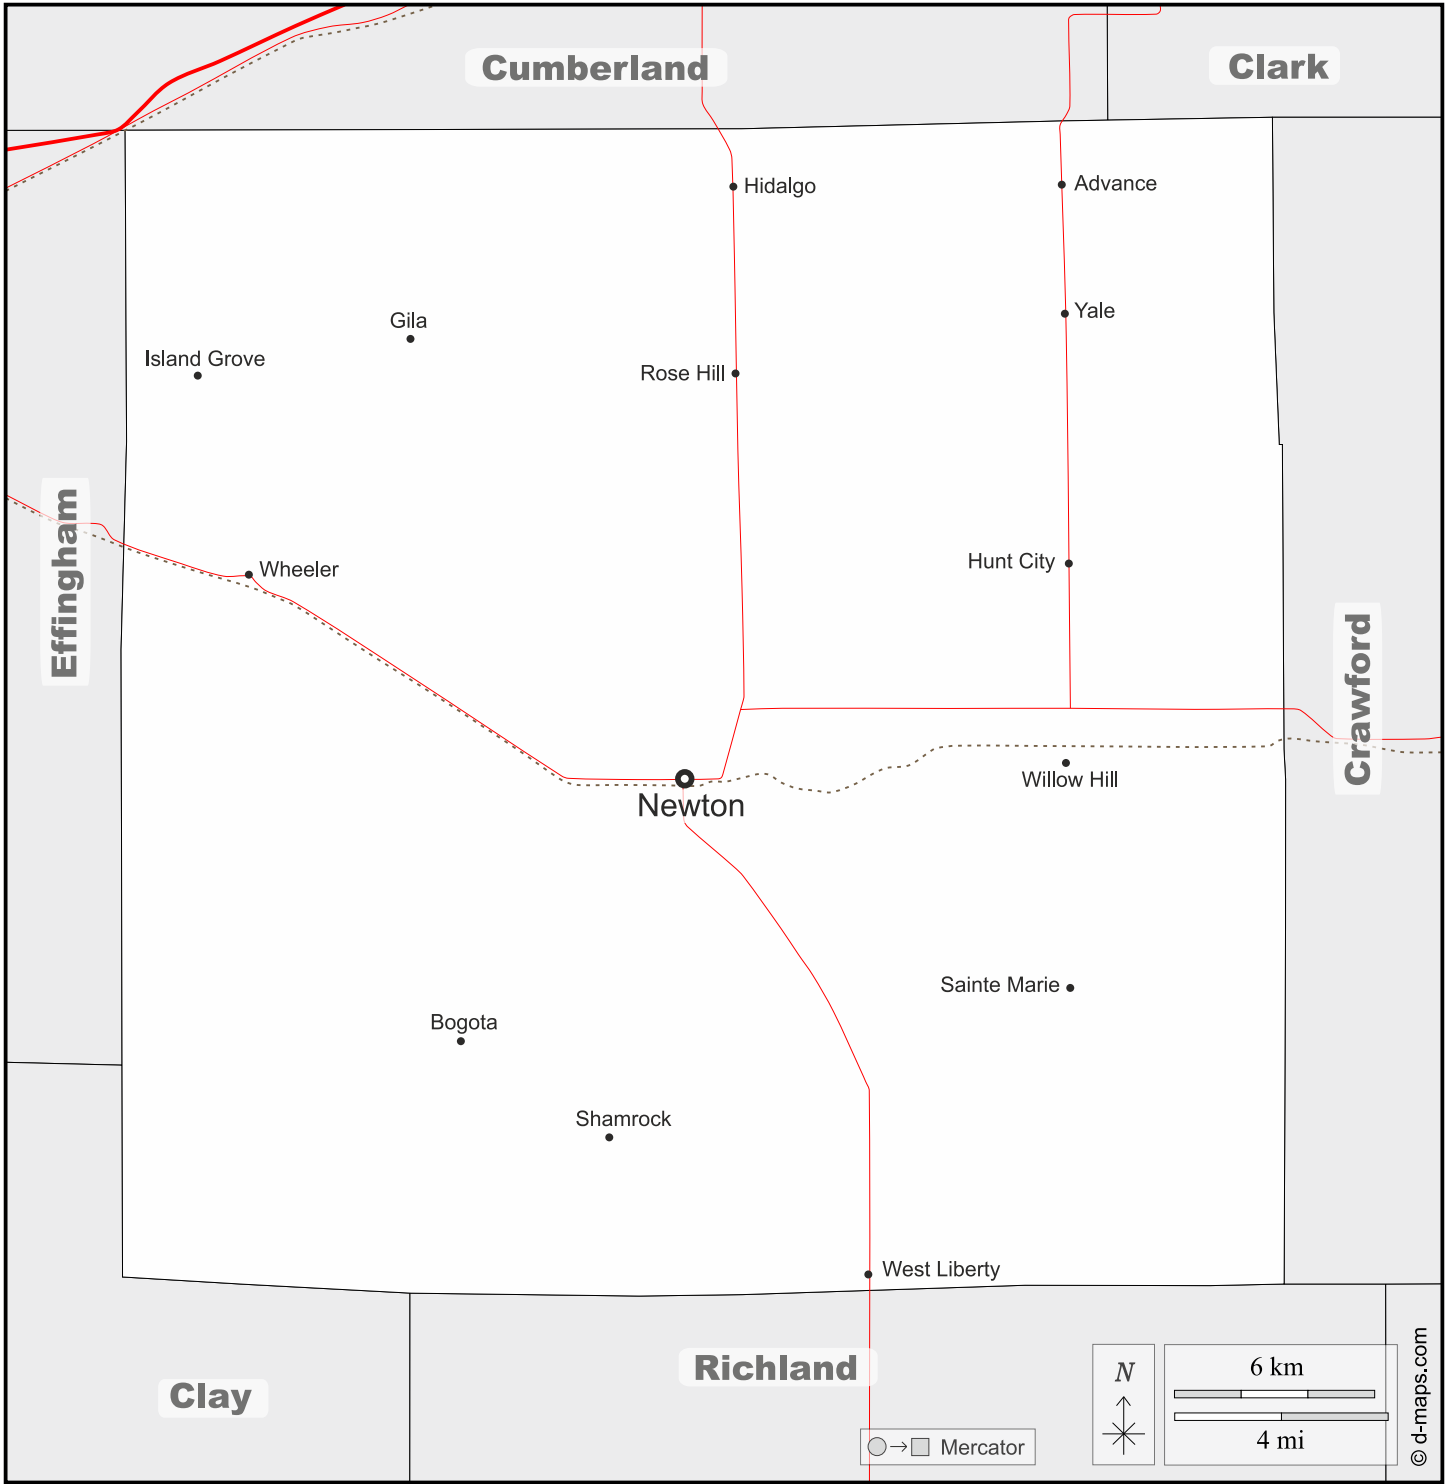 Cumberland
Clark
Hidalgo
Advance
Yale
Gila
Island Grove
Rose Hill
Effingham
Wheeler
Hunt City
Crawford
Willow Hill
Newton
Sainte Marie
Bogota
Shamrock
West Liberty
Richland
Clay
N
6 km
4 mi
Mercator
© d-maps.com